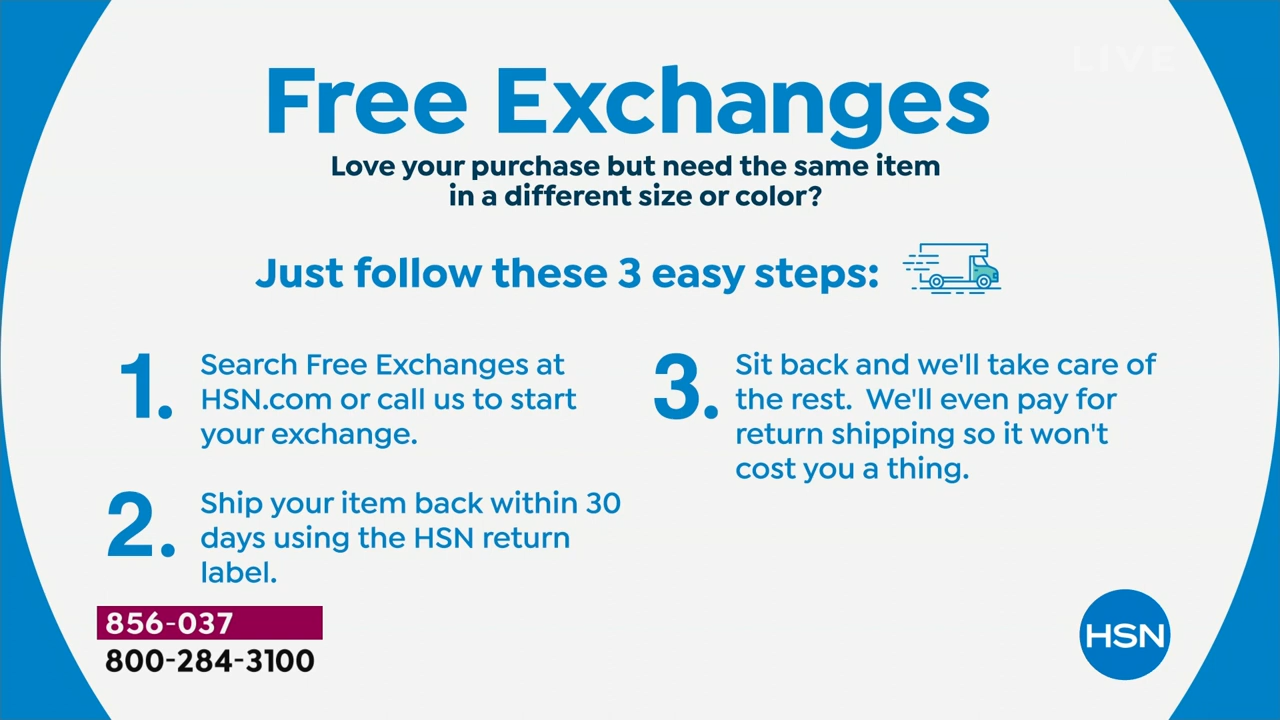 LIVE
Free Exchanges
Love your purchase but need the same item
in a different size or color?
Just follow these 3 easy steps:
1. Search Free Exchanges at
HSN.com or call us to start
your exchange.
2. Ship your item back within 30
days using the HSN return
label.
3. Sit back and we'll take care of
the rest. We'll even pay for
return shipping so it won't
cost you a thing.
856-037
800-284-3100
HSN